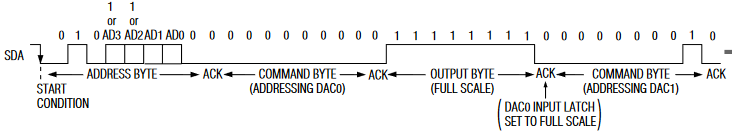 1 1
or or
0 1 0 AD3 AD2 AD1 AD0 0 0 0 0 0 0 0 0 0 0 0 1 1 1 1 1 1 1 1 0 0 0 0 0 0 0 0 1 0
SDA
ADDRESS BYTE ACK COMMAND BYTE ACK OUTPUT BYTE ACK COMMAND BYTE ACK
START (ADDRESSING DAC0) (FULL SCALE) (ADDRESSING DAC1)
CONDITION
(DAC0 INPUT LATCH
SET TO FULL SCALE)